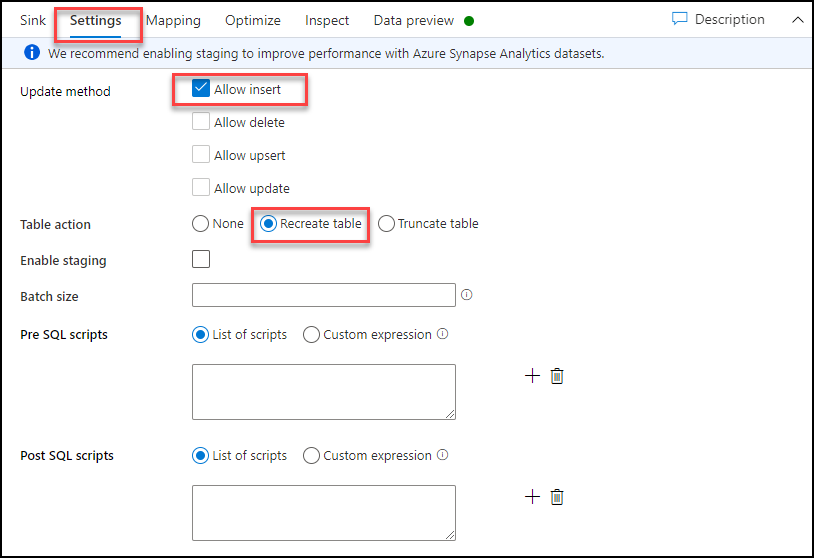 Sink Settings Mapping Optimize Inspect Data preview Description
We recommend enabling staging to improve performance with Azure Synapse Analytics datasets.
Update method Allow insert
Allow delete
Allow upsert
Allow update
Table action None Recreate table Truncate table
Enable staging
Batch size
Pre SQL scripts List of scripts Custom expression
Post SQL scripts List of scripts Custom expression